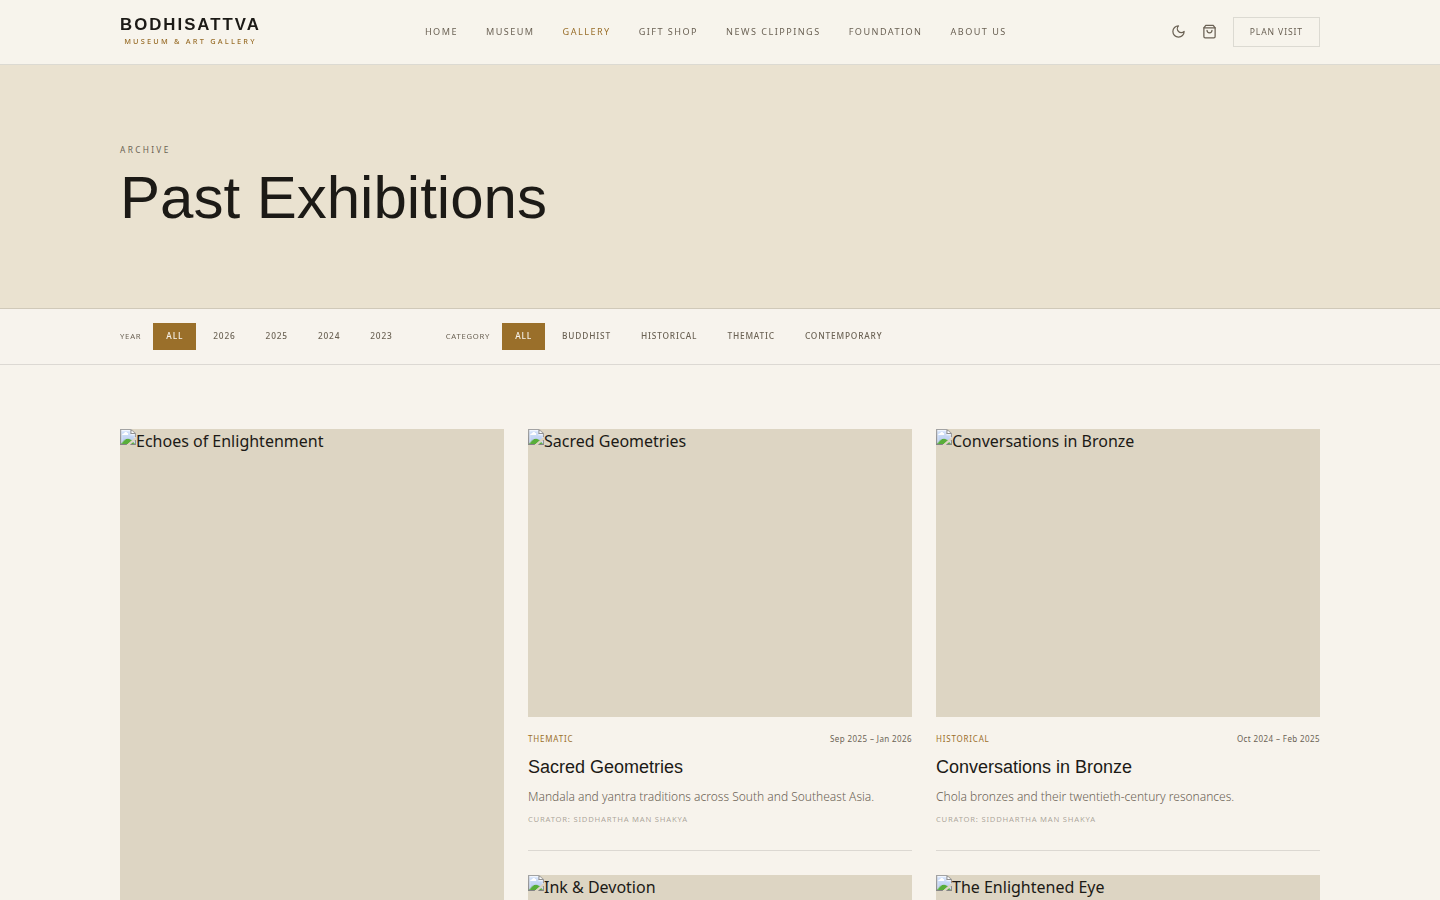 BODHISATTVA
MUSEUM & ART GALLERY
HOME MUSEUM GALLERY GIFT SHOP NEWS CLIPPINGS FOUNDATION ABOUT US
PLAN VISIT
ARCHIVE
Past Exhibitions
YEAR ALL 2026 2025 2024 2023 CATEGORY ALL BUDDHIST HISTORICAL THEMATIC CONTEMPORARY
Echoes of Enlightenment
Sacred Geometries
THEMATIC Sep 2025 – Jan 2026
Sacred Geometries
Mandala and yantra traditions across South and Southeast Asia.
CURATOR: SIDDHARTHA MAN SHAKYA
Conversations in Bronze
HISTORICAL Oct 2024 – Feb 2025
Conversations in Bronze
Chola bronzes and their twentieth-century resonances.
CURATOR: SIDDHARTHA MAN SHAKYA
Ink & Devotion
The Enlightened Eye